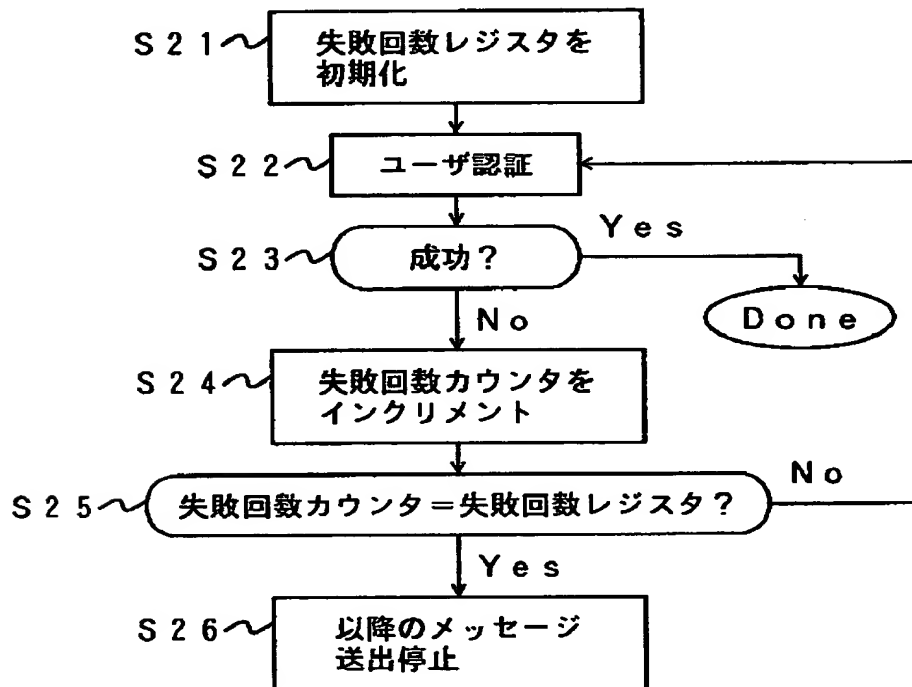 S21
失敗回数レジスタを
初期化
S22
ユーザ認証
S23
成功?
Yes
Done
No
S24
失敗回数カウンタを
インクリメント
S25
失敗回数カウンタ=失敗回数レジスタ?
No
Yes
S26
以降のメッセージ
送出停止